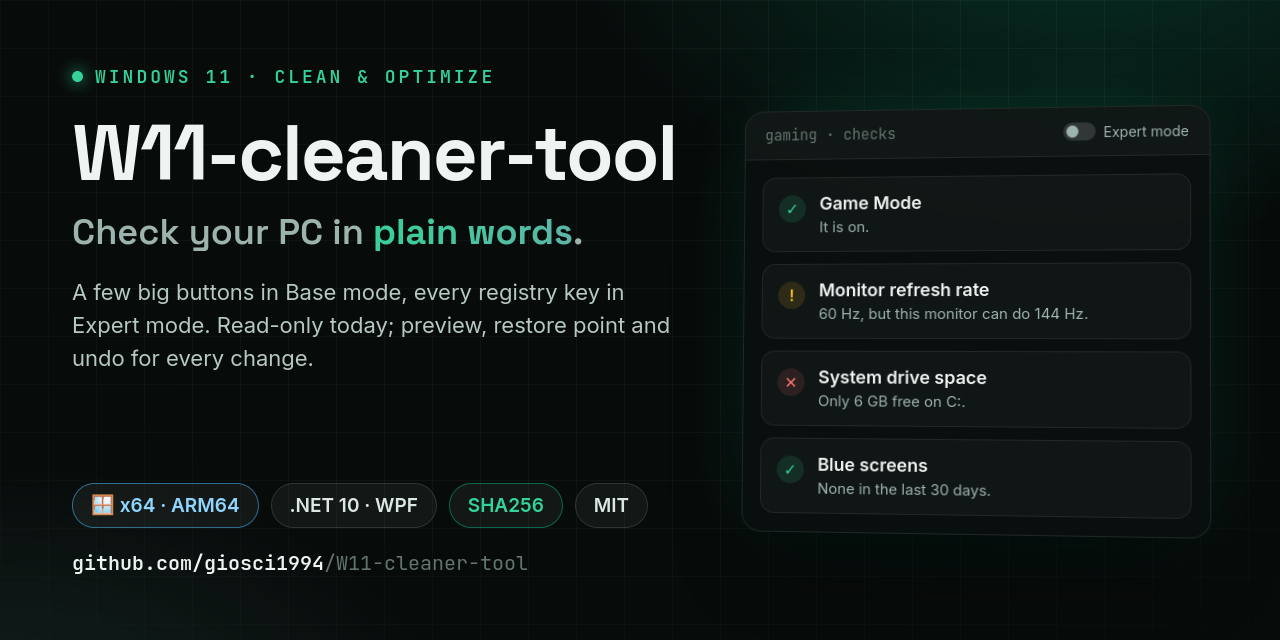 WINDOWS 11 · CLEAN & OPTIMIZE
W11-cleaner-tool
Check your PC in plain words.
A few big buttons in Base mode, every registry key in
Expert mode. Read-only today; preview, restore point and
undo for every change.
x64 · ARM64
.NET 10 · WPF
SHA256
MIT
github.com/giosci1994/W11-cleaner-tool
gaming · checks
Expert mode
✓ Game Mode
It is on.
! Monitor refresh rate
60 Hz, but this monitor can do 144 Hz.
✕ System drive space
Only 6 GB free on C:.
✓ Blue screens
None in the last 30 days.